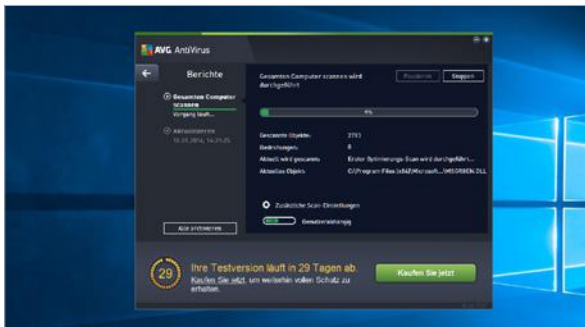 AVG AntiVirus
Berichte
Gesamten Computer
scannen
Vorgang läuft...
Aktualisieren
Gesamten Computer scannen wird
durchgeführt
Pausieren
Stoppen
Gescannte Objekte:
Bedrohungen: 0
Aktuell wird gescannt: Erster Optimierungs-Scan wird durchgeführt...
Aktuelles Objekt:
Zusätzliche Scan-Einstellungen
Benutzerabhängig
Alle archivieren
29
Ihre Testversion läuft in 29 Tagen ab.
Kaufen Sie jetzt, um weiterhin vollen Schutz zu
erhalten.
Kaufen Sie jetzt